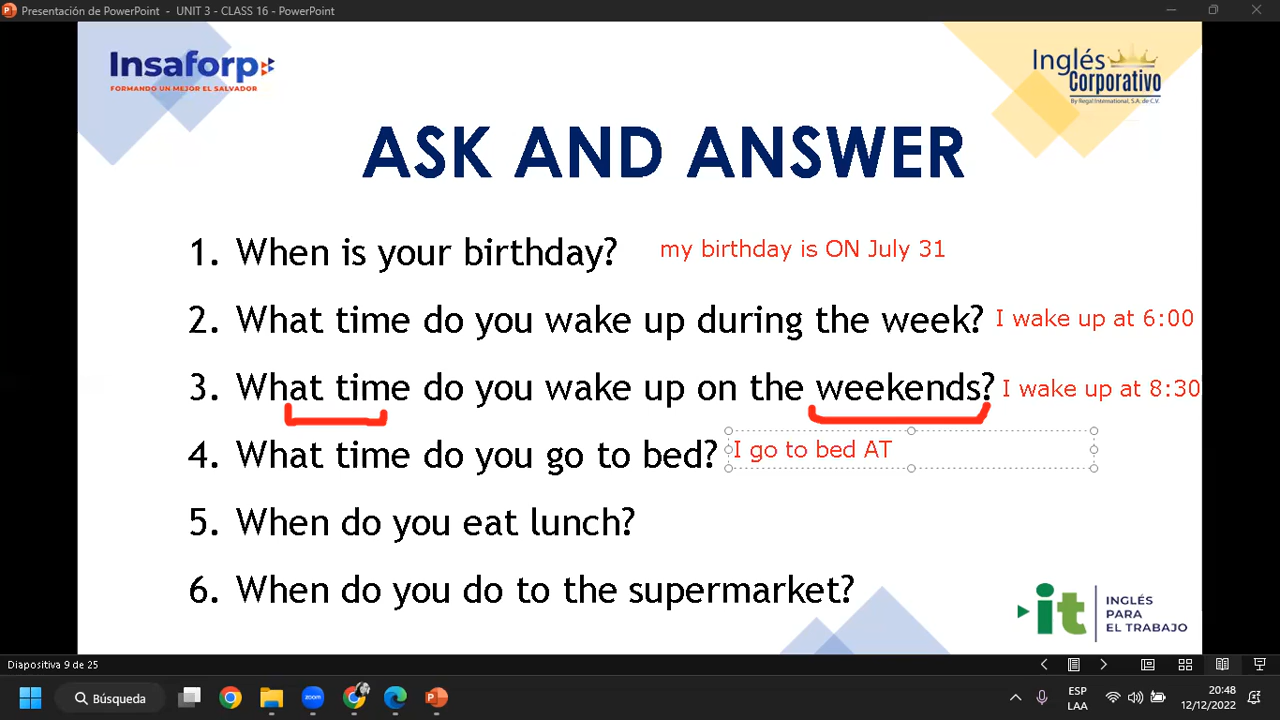 Presentación de PowerPoint - UNIT 3 - CLASS 16 - PowerPoint
Insaforp
FORMANDO UN MEJOR EL SALVADOR
Inglés
Corporativo
By Regal International, S.A. de C.V.
ASK AND ANSWER
1. When is your birthday? my birthday is ON July 31
2. What time do you wake up during the week? I wake up at 6:00
3. What time do you wake up on the weekends? I wake up at 8:30
4. What time do you go to bed? I go to bed AT
5. When do you eat lunch?
6. When do you do to the supermarket?
it INGLÉS
PARA
EL TRABAJO
Diapositiva 9 de 25
Búsqueda
zoom
ESP
LAA
20:48
12/12/2022